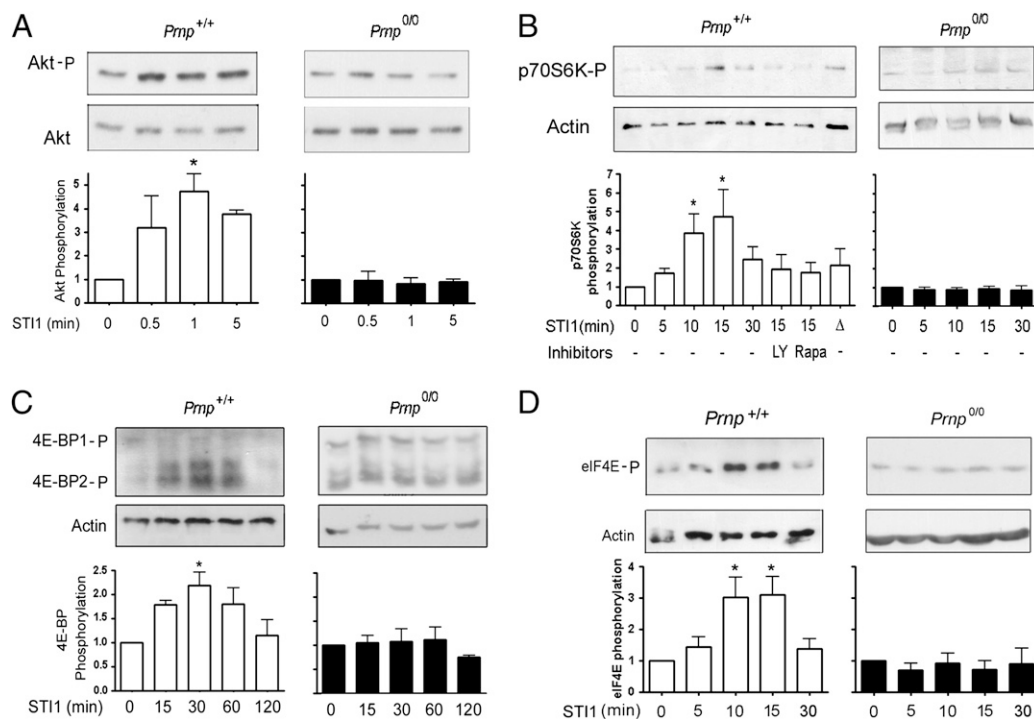 A
Prnp+/+
Prnp0/0
Akt-P
Akt
*
Akt Phosphorylation
5
4
3
2
1
0
STI1 (min) 0 0.5 1 5
0 0.5 1 5
B
Prnp+/+
Prnp0/0
p70S6K-P
Actin
* *
p70S6K
phosphorylation
7
6
5
4
3
2
1
0
STI1(min) 0 5 10 15 30 15 15 Δ
0 5 10 15 30
Inhibitors - - - - - LY Rapa -
- - - - -
C
Prnp+/+
Prnp0/0
4E-BP1-P
4E-BP2-P
Actin
*
4E-BP
Phosphorylation
2.5
2.0
1.5
1.0
0.5
0.0
STI1 (min) 0 15 30 60 120
0 15 30 60 120
D
Prnp+/+
Prnp0/0
eIF4E-P
Actin
* *
eIF4E phosphorylation
4
3
2
1
0
STI1 (min) 0 5 10 15 30
0 5 10 15 30